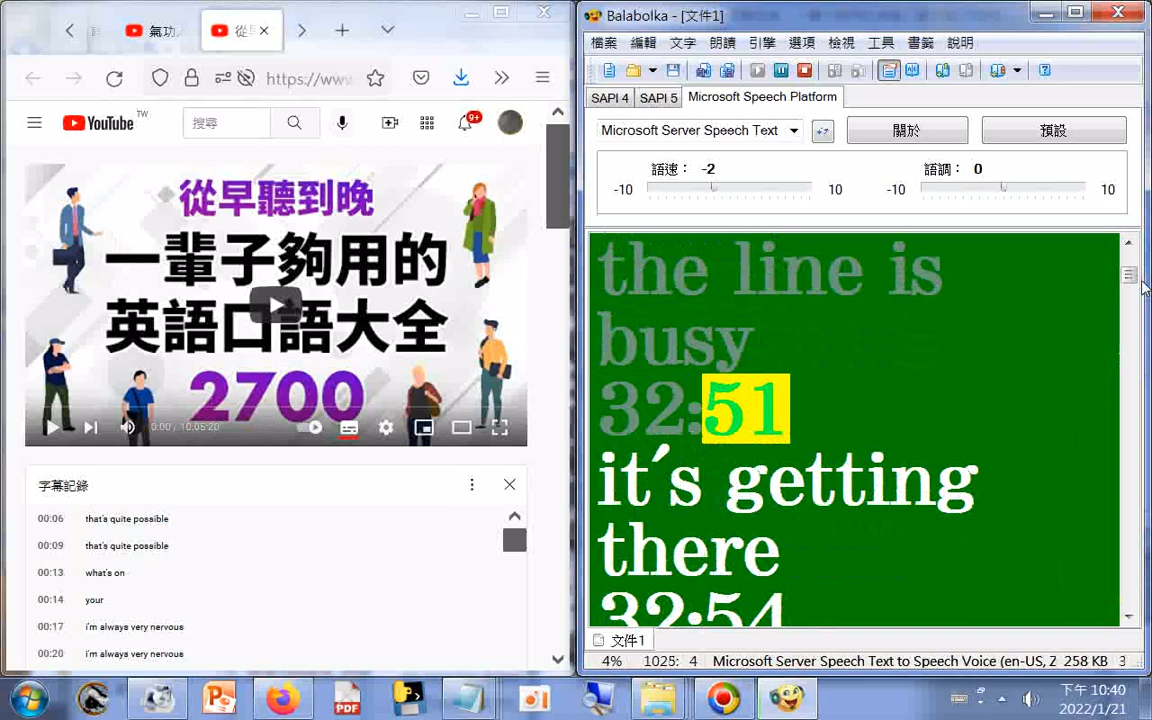 氣功
從
https://www
YouTube TW
搜尋
9+
從早聽到晚
一輩子夠用的
英語口語大全
2700
0:00 / 10:05:20
字幕記錄
00:06 that's quite possible
00:09 that's quite possible
00:13 what's on
00:14 your
00:17 i'm always very nervous
00:20 i'm always very nervous
Balabolka - [文件1]
檔案 編輯 文字 朗讀 引擎 選項 檢視 工具 書籤 說明
SAPI 4 SAPI 5 Microsoft Speech Platform
Microsoft Server Speech Text 關於 預設
語速： -2 語調： 0
-10 10 -10 10
the line is
busy
32:51
it's getting
there
32:54
文件1
4% 1025: 4 Microsoft Server Speech Text to Speech Voice (en-US, Z 258 KB 3
PDF
下午 10:40
2022/1/21